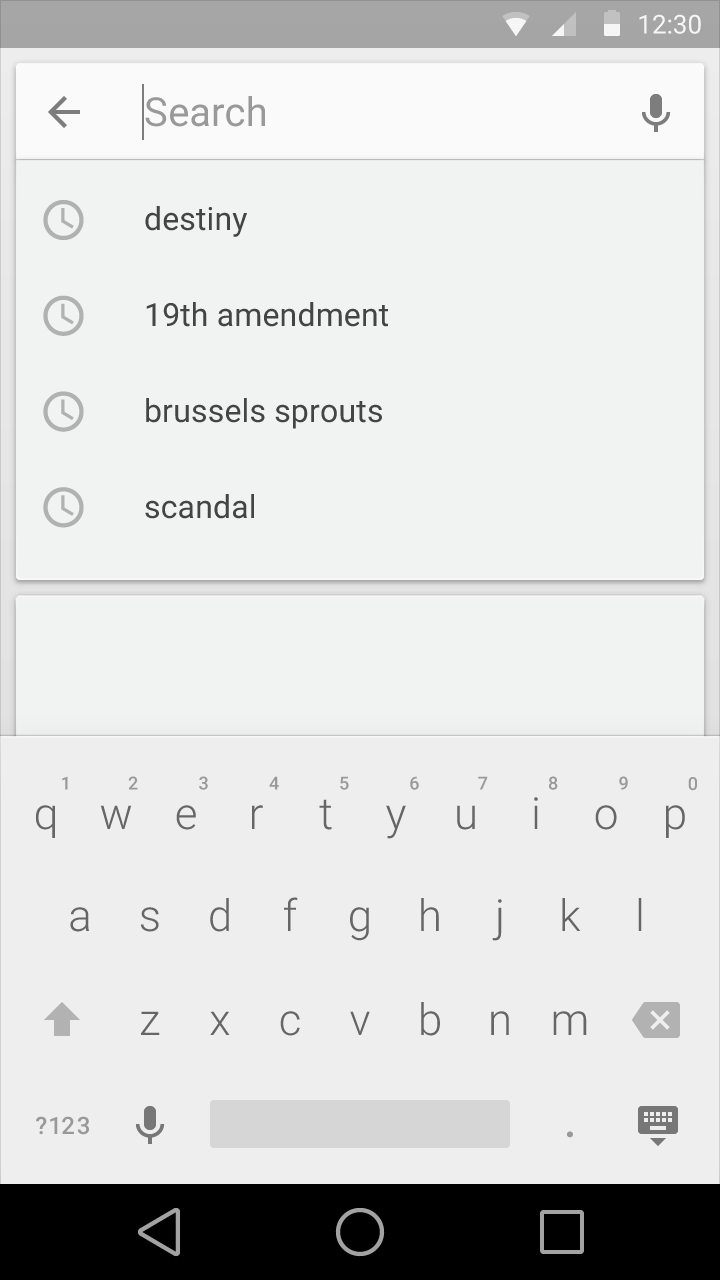 12:30
Search
destiny
19th amendment
brussels sprouts
scandal
1 2 3 4 5 6 7 8 9 0
q w e r t y u i o p
a s d f g h j k l
z x c v b n m
?123 .